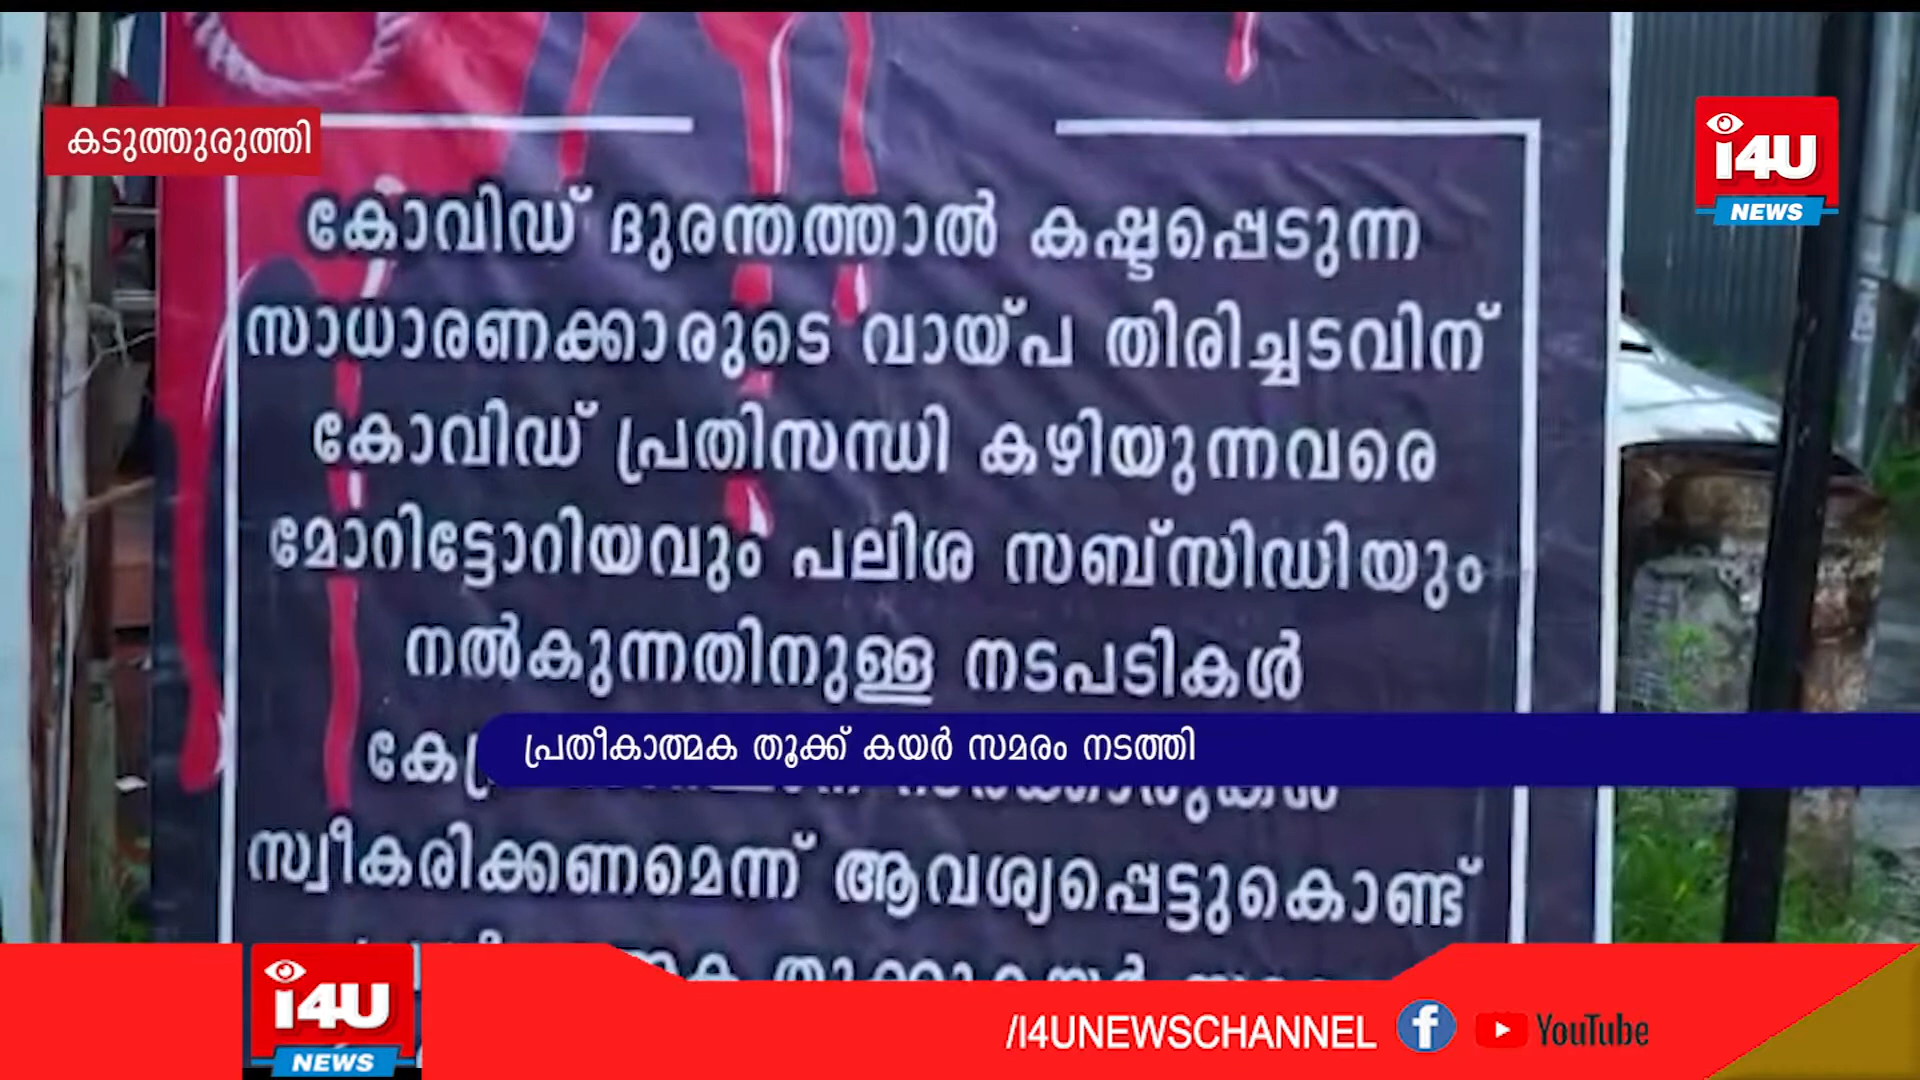 കടുത്തുരുത്തി
i4U
NEWS
കോവിഡ് ദുരന്തത്താൽ കഷ്ടപ്പെടുന്ന
സാധാരണക്കാരുടെ വായ്പ തിരിച്ചടവിന്
കോവിഡ് പ്രതിസന്ധി കഴിയുന്നവരെ
മോറിട്ടോറിയവും പലിശ സബ്സിഡിയും
നൽകുന്നതിനുള്ള നടപടികൾ
പ്രതീകാത്മക തൂക്ക് കയർ സമരം നടത്തി
സ്വീകരിക്കണമെന്ന് ആവശ്യപ്പെട്ടുകൊണ്ട്
i4U
NEWS
/I4UNEWSCHANNEL
YouTube